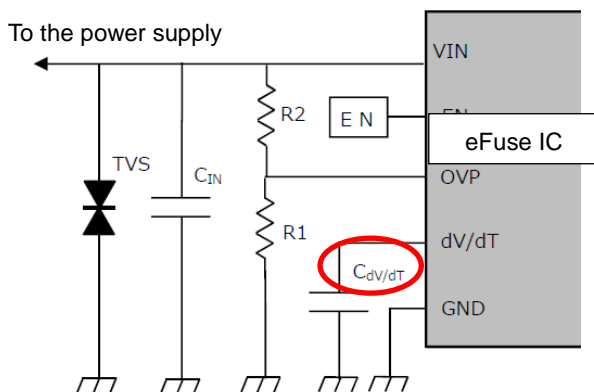 To the power supply
VIN
R2
E N
eFuse IC
TVS
CIN
OVP
R1
dV/dT
CdV/dT
GND